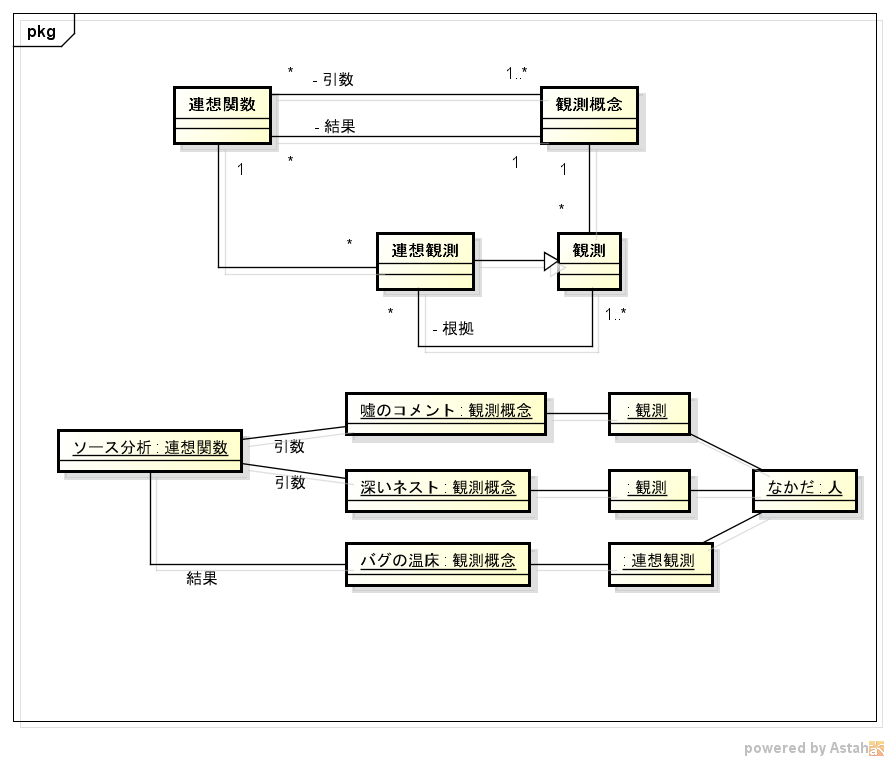 pkg
*
- 引数
1..*
連想関数
観測概念
- 結果
*
1
1
1
*
*
連想観測
観測
*
- 根拠
1..*
嘘のコメント : 観測概念
: 観測
ソース分析 : 連想関数
引数
引数
深いネスト : 観測概念
: 観測
なかだ : 人
バグの温床 : 観測概念
: 連想観測
結果
powered by Astah